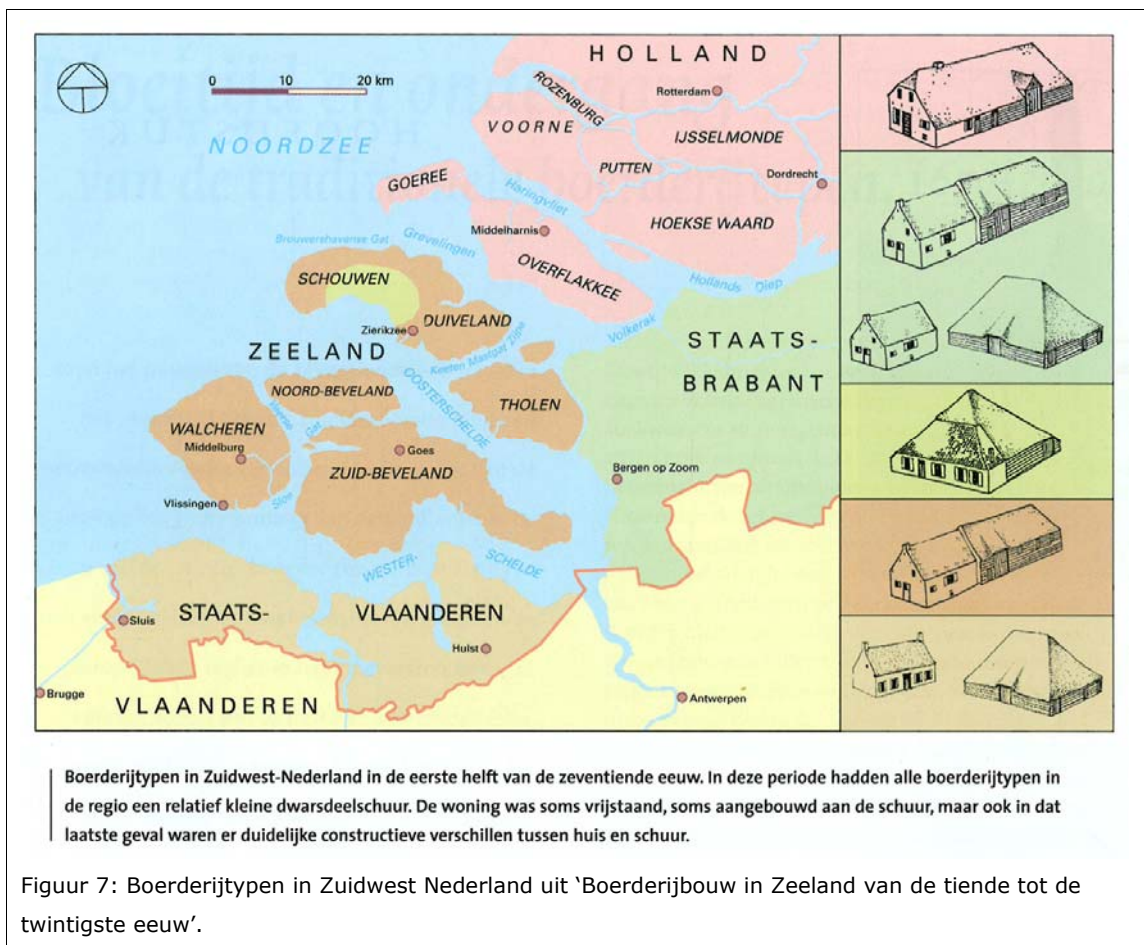 HOLLAND
0 10 20 km
ROZENBURG
Rotterdam
NOORDZEE
VOORNE
IJSSELMONDE
PUTTEN
GOEREE
Dordrecht
Haringvliet
Middelharnis
HOEKSE WAARD
Brouwershavense Gat
Grevelingen
OVERFLAKKEE
Hollands Diep
SCHOUWEN
Zierikzee
DUIVELAND
Volkerak
ZEELAND
Keeten Mastgat Zijpe
STAATS-
BRABANT
NOORD-BEVELAND
OOSTERSCHELDE
THOLEN
WALCHEREN
Middelburg
Veerse Gat
Goes
ZUID-BEVELAND
Bergen op Zoom
Vlissingen
Sloe
WESTER-
SCHELDE
STAATS-
VLAANDEREN
Sluis
Hulst
Brugge
VLAANDEREN
Antwerpen
Boerderijtypen in Zuidwest-Nederland in de eerste helft van de zeventiende eeuw. In deze periode hadden alle boerderijtypen in
de regio een relatief kleine dwarsdeelschuur. De woning was soms vrijstaand, soms aangebouwd aan de schuur, maar ook in dat
laatste geval waren er duidelijke constructieve verschillen tussen huis en schuur.
Figuur 7: Boerderijtypen in Zuidwest Nederland uit ‘Boerderijbouw in Zeeland van de tiende tot de
twintigste eeuw’.